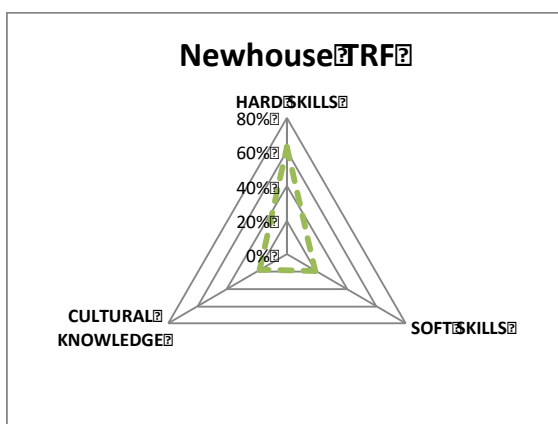 Newhouse TRF
HARD SKILLS
80%
60%
40%
20%
0%
CULTURAL
KNOWLEDGE
SOFT SKILLS